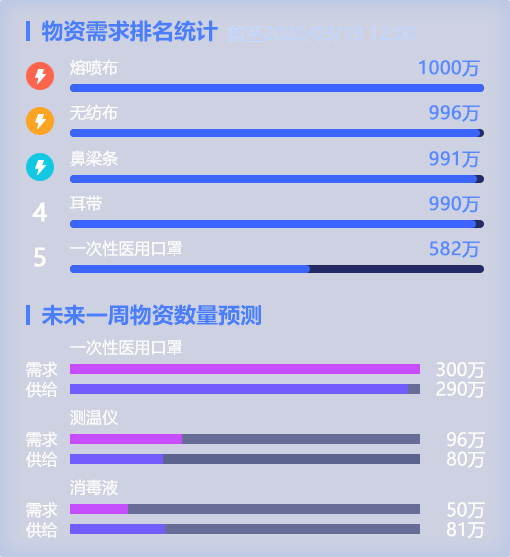 物资需求排名统计
熔喷布 1000万
无纺布 996万
鼻梁条 991万
4 耳带 990万
5 一次性医用口罩 582万
未来一周物资数量预测
一次性医用口罩
需求 300万
供给 290万
测温仪
需求 96万
供给 80万
消毒液
需求 50万
供给 81万